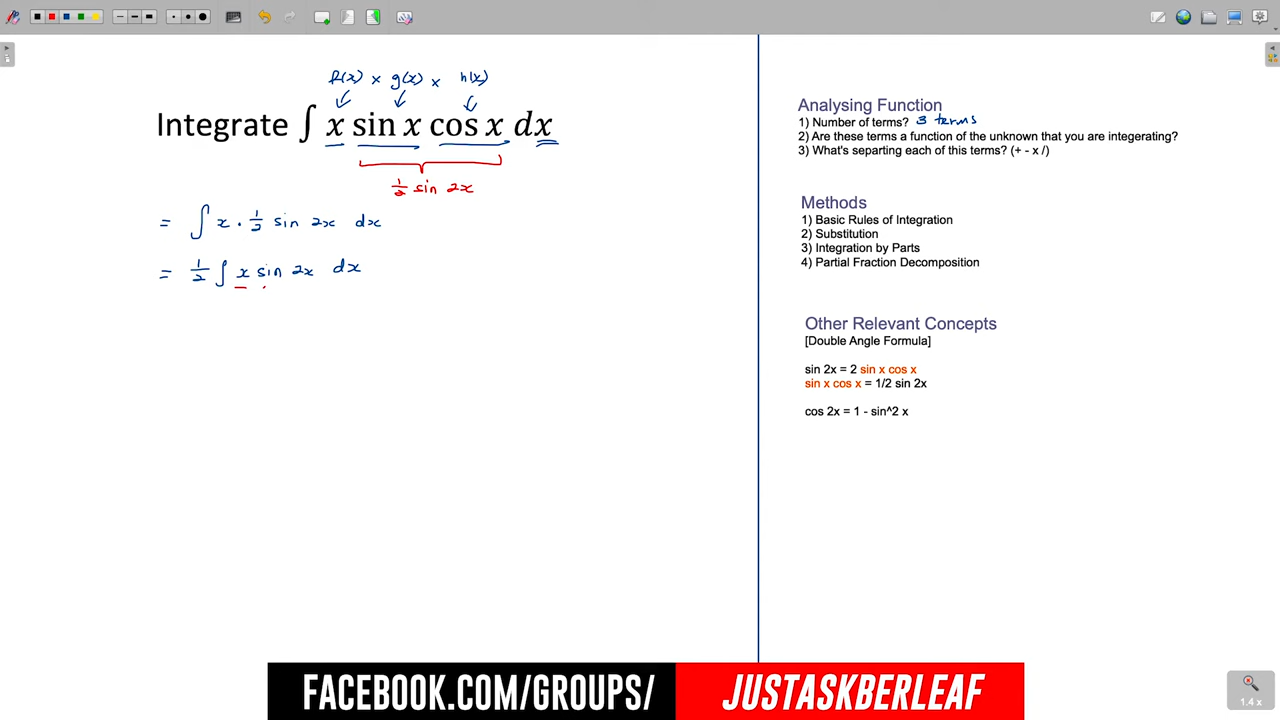 f(x) × g(x) × h(x)
Integrate ∫ x sin x cos x dx
1/2 sin 2x
= ∫ x · 1/2 sin 2x dx
= 1/2 ∫ x sin 2x dx
Analysing Function
1) Number of terms? 3 terms
2) Are these terms a function of the unknown that you are integerating?
3) What's separating each of this terms? (+ - x /)
Methods
1) Basic Rules of Integration
2) Substitution
3) Integration by Parts
4) Partial Fraction Decomposition
Other Relevant Concepts
[Double Angle Formula]
sin 2x = 2 sin x cos x
sin x cos x = 1/2 sin 2x
cos 2x = 1 - sin^2 x
FACEBOOK.COM/GROUPS/ JUSTASKBERLEAF
1.4 x